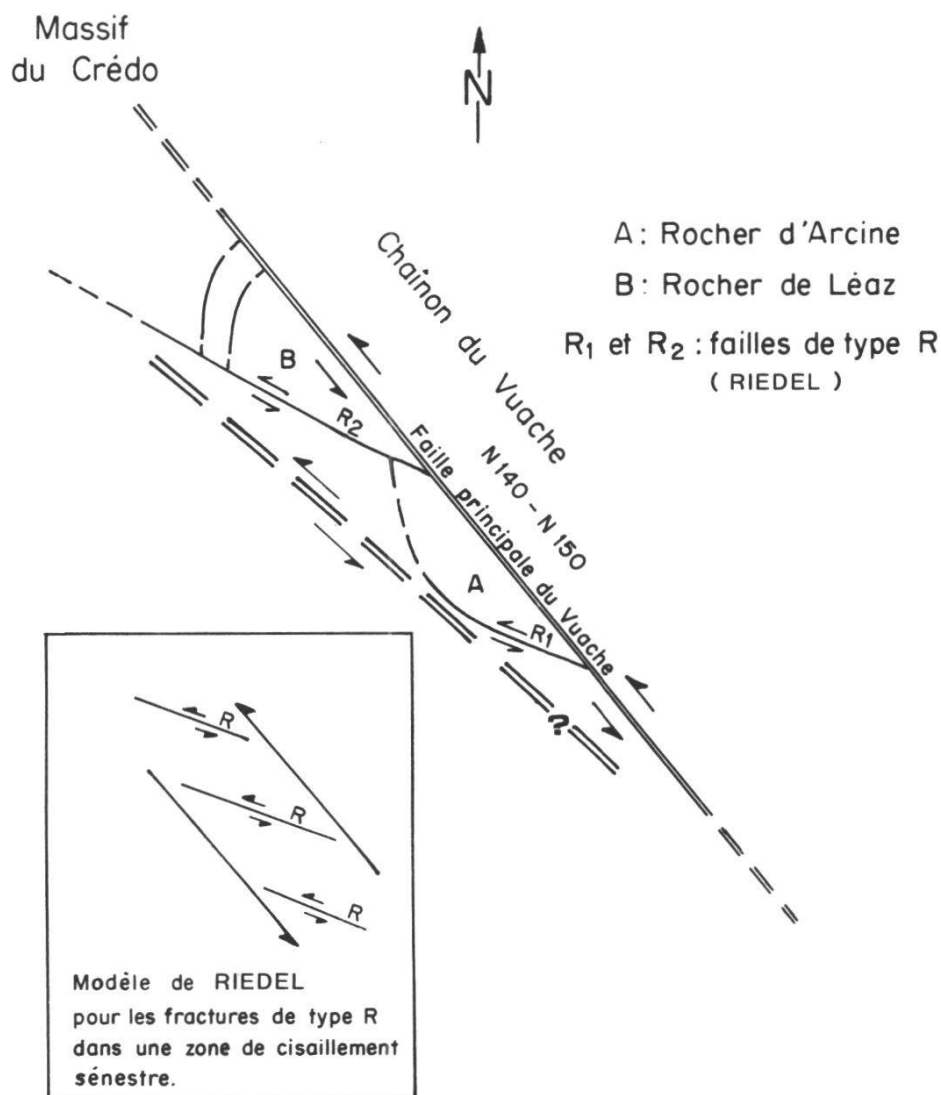 Massif
du Crédo
N
A: Rocher d'Arcine
B: Rocher de Léaz
R1 et R2 : failles de type R
( RIEDEL )
Chaînon du Vuache
B
R2
Faille principale du Vuache
N 140 - N 150
A
R1
?
R
R
R
Modèle de RIEDEL
pour les fractures de type R
dans une zone de cisaillement
sénestre.